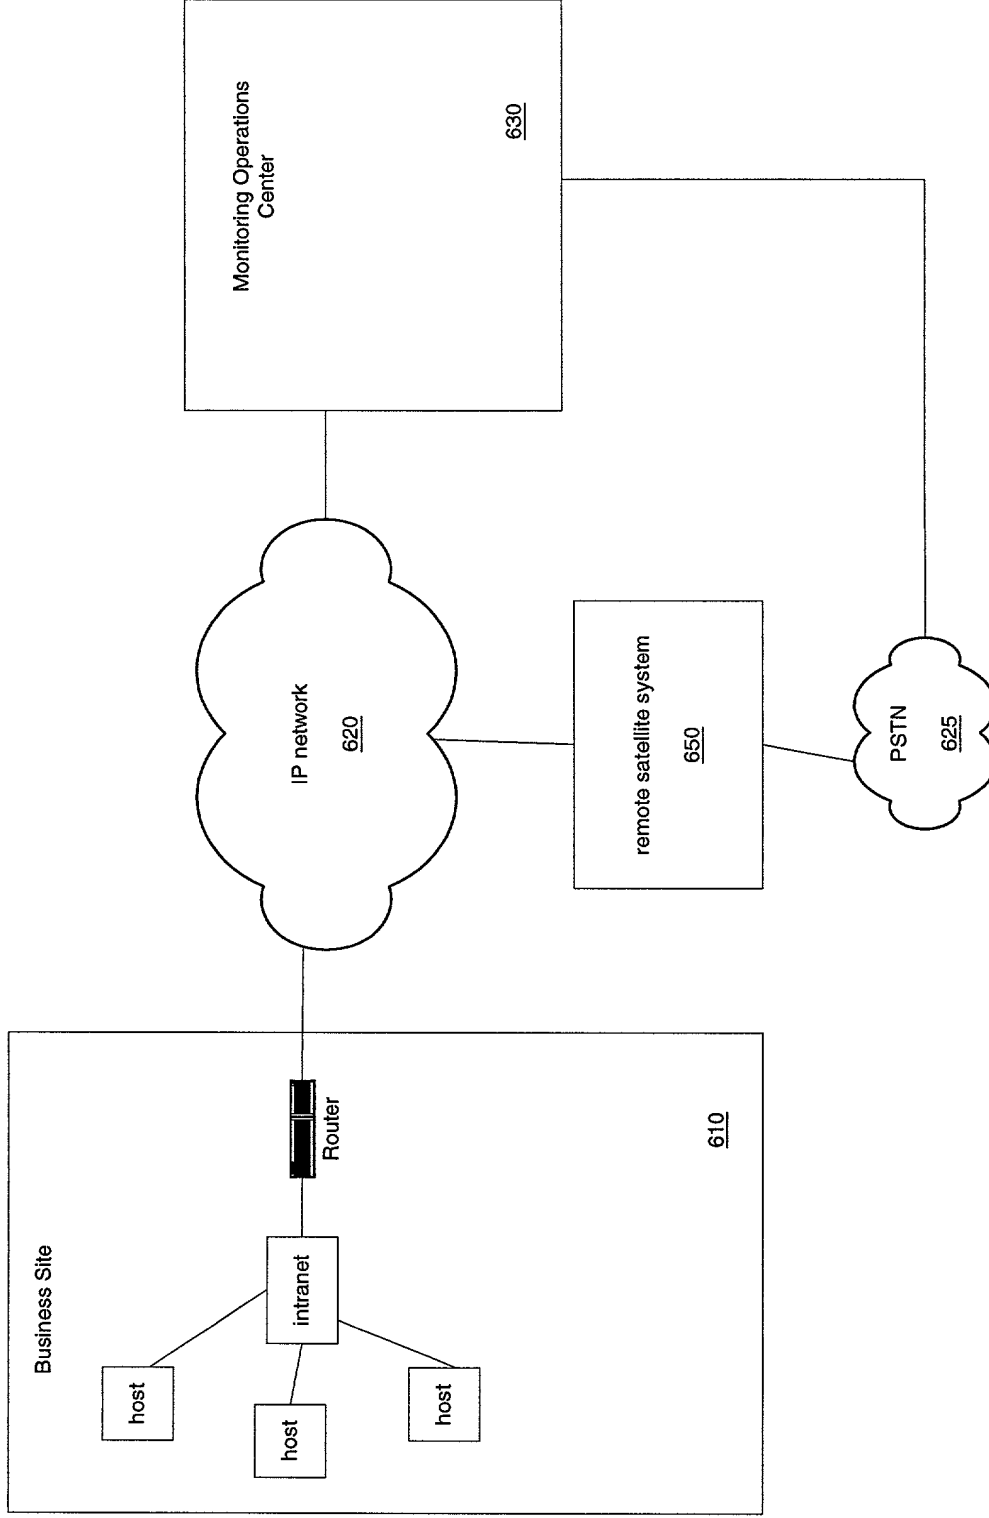 Business Site
host
host
host
intranet
Router
610
IP network
620
remote satellite system
650
PSTN
625
Monitoring Operations
Center
630